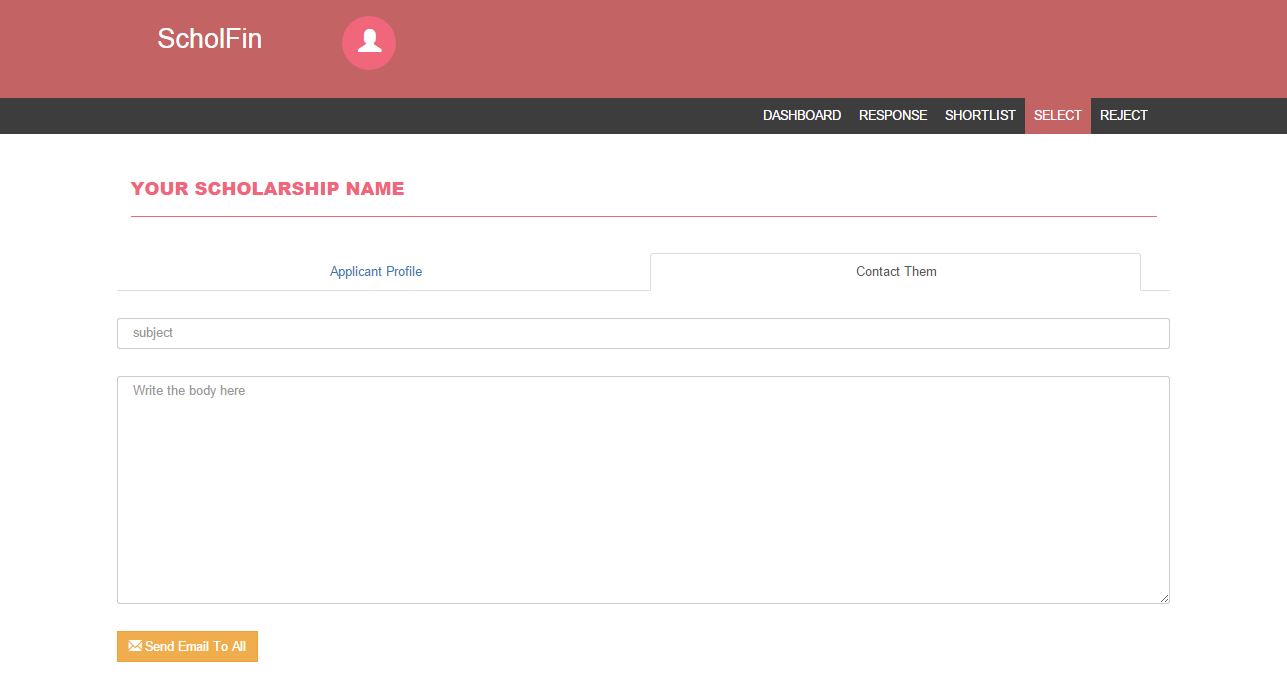 ScholFin
DASHBOARD RESPONSE SHORTLIST SELECT REJECT
YOUR SCHOLARSHIP NAME
Applicant Profile Contact Them
subject
Write the body here
Send Email To All